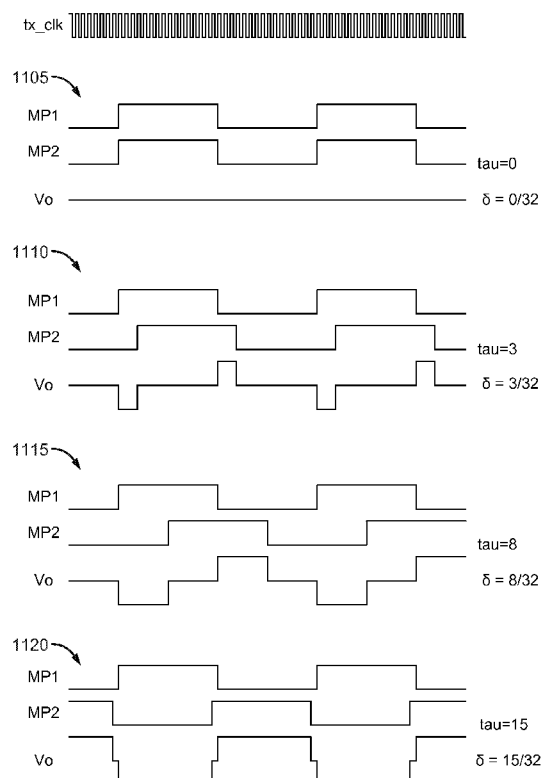 tx_clk
1105
MP1
MP2
tau=0
Vo
δ = 0/32
1110
MP1
MP2
tau=3
Vo
δ = 3/32
1115
MP1
MP2
tau=8
Vo
δ = 8/32
1120
MP1
MP2
tau=15
Vo
δ = 15/32